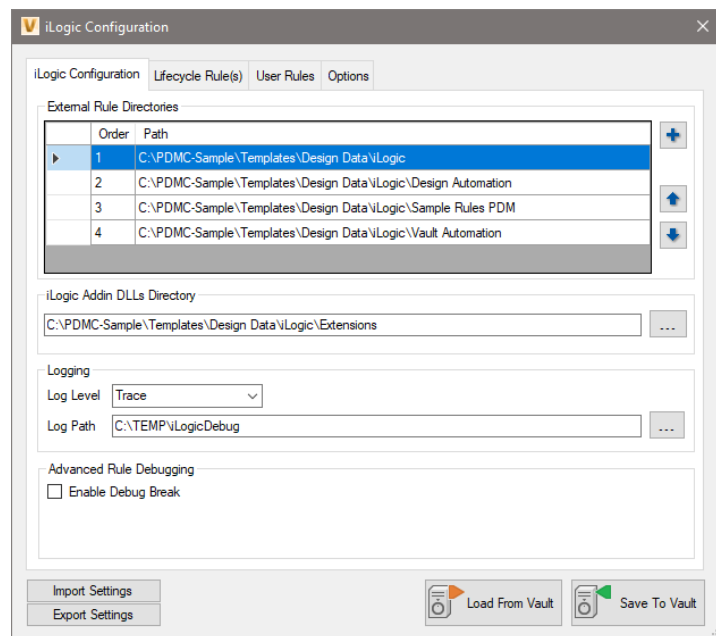 iLogic Configuration
iLogic Configuration Lifecycle Rule(s) User Rules Options
External Rule Directories
Order Path
1 C:\PDMC-Sample\Templates\Design Data\iLogic
2 C:\PDMC-Sample\Templates\Design Data\iLogic\Design Automation
3 C:\PDMC-Sample\Templates\Design Data\iLogic\Sample Rules PDM
4 C:\PDMC-Sample\Templates\Design Data\iLogic\Vault Automation
iLogic Addin DLLs Directory
C:\PDMC-Sample\Templates\Design Data\iLogic\Extensions ...
Logging
Log Level Trace
Log Path C:\TEMP\iLogicDebug ...
Advanced Rule Debugging
Enable Debug Break
Import Settings
Export Settings
Load From Vault
Save To Vault